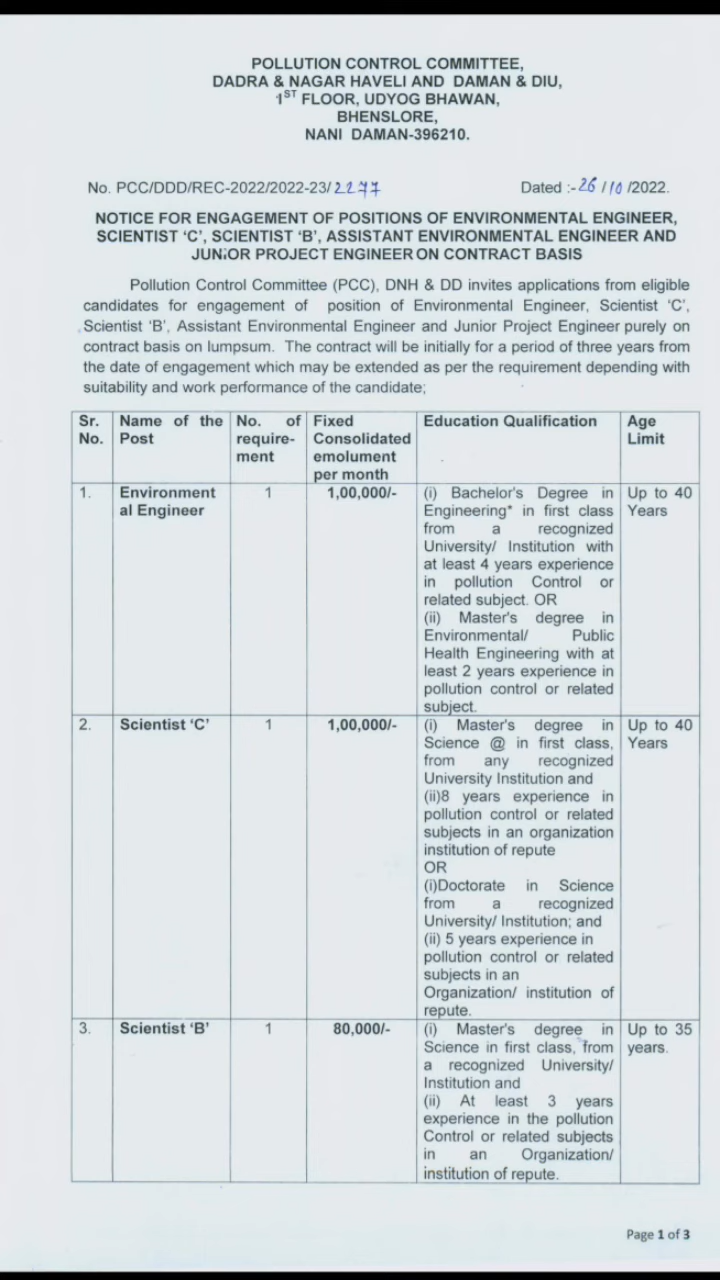 POLLUTION CONTROL COMMITTEE,
DADRA & NAGAR HAVELI AND DAMAN & DIU,
1ST FLOOR, UDYOG BHAWAN,
BHENSLORE,
NANI DAMAN-396210.
No. PCC/DDD/REC-2022/2022-23/2277 Dated :-26/10/2022.
NOTICE FOR ENGAGEMENT OF POSITIONS OF ENVIRONMENTAL ENGINEER,
SCIENTIST 'C', SCIENTIST 'B', ASSISTANT ENVIRONMENTAL ENGINEER AND
JUNIOR PROJECT ENGINEER ON CONTRACT BASIS
Pollution Control Committee (PCC), DNH & DD invites applications from eligible
candidates for engagement of position of Environmental Engineer, Scientist 'C',
Scientist 'B', Assistant Environmental Engineer and Junior Project Engineer purely on
contract basis on lumpsum. The contract will be initially for a period of three years from
the date of engagement which may be extended as per the requirement depending with
suitability and work performance of the candidate;
Sr. No.
Name of the Post
No. of require-
ment
Fixed
Consolidated
emolument
per month
Education Qualification
Age
Limit
1.
Environment
al Engineer
1
1,00,000/-
(i) Bachelor's Degree in
Engineering* in first class
from a recognized
University/ Institution with
at least 4 years experience
in pollution Control or
related subject. OR
(ii) Master's degree in
Environmental/ Public
Health Engineering with at
least 2 years experience in
pollution control or related
subject.
Up to 40
Years
2.
Scientist 'C'
1
1,00,000/-
(i) Master's degree in
Science @ in first class,
from any recognized
University Institution and
(ii)8 years experience in
pollution control or related
subjects in an organization
institution of repute
OR
(i)Doctorate in Science
from a recognized
University/ Institution; and
(ii) 5 years experience in
pollution control or related
subjects in an
Organization/ institution of
repute.
Up to 40
Years
3.
Scientist 'B'
1
80,000/-
(i) Master's degree in
Science in first class, from
a recognized University/
Institution and
(ii) At least 3 years
experience in the pollution
Control or related subjects
in an Organization/
institution of repute.
Up to 35
years.
Page 1 of 3